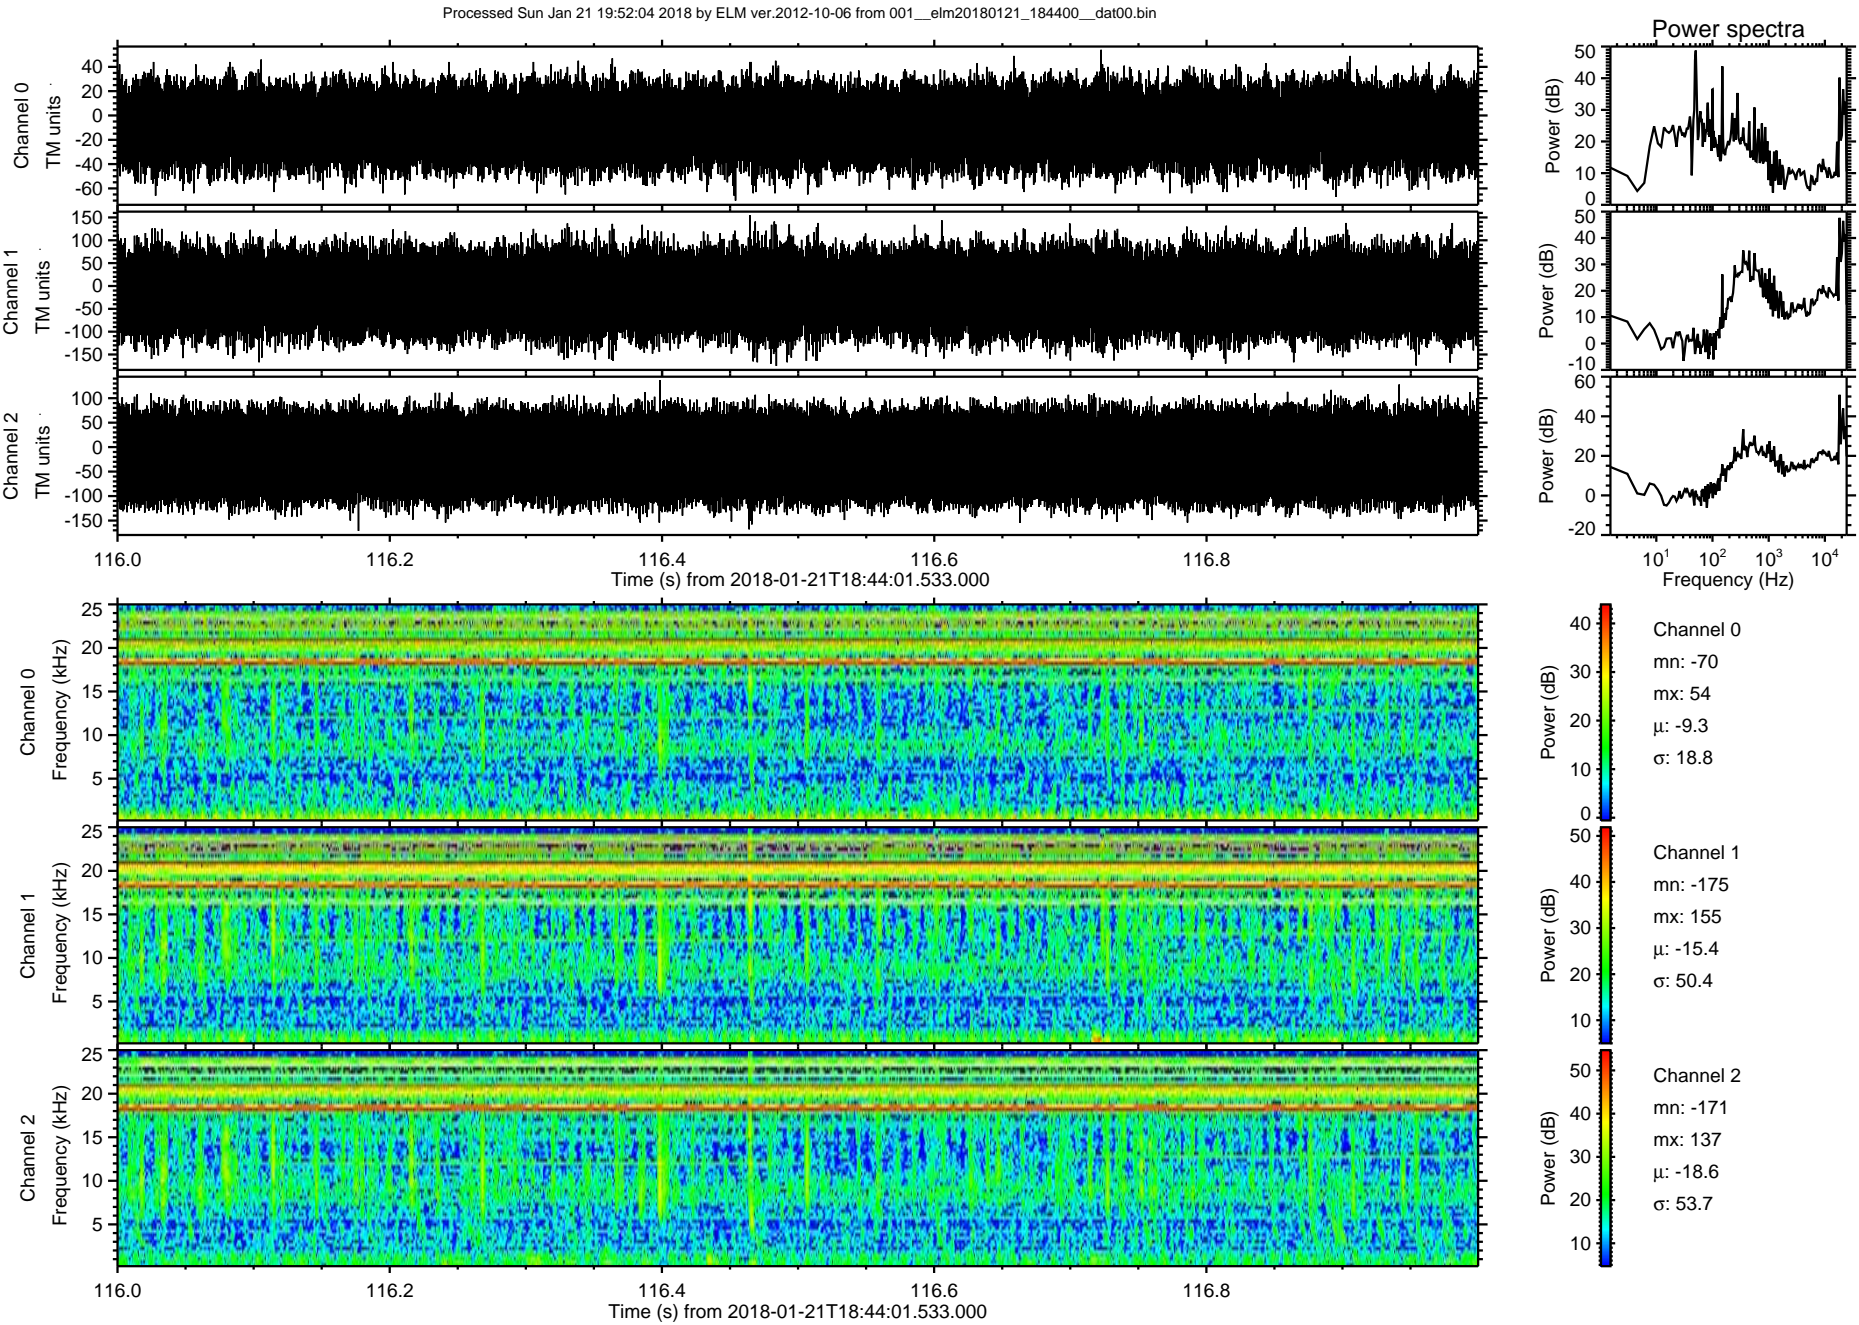 Processed Sun Jan 21 19:52:04 2018 by ELM ver.2012-10-06 from 001__elm20180121_184400__dat00.bin
Power spectra
Channel 0
TM units
40
20
0
-20
-40
-60
Power (dB)
50
40
30
20
10
0
Channel 1
TM units
150
100
50
0
-50
-100
-150
Power (dB)
50
40
30
20
10
0
-10
Channel 2
TM units
100
50
0
-50
-100
-150
Power (dB)
60
40
20
0
-20
116.0 116.2 116.4 116.6 116.8
Time (s) from 2018-01-21T18:44:01.533.000
10¹ 10² 10³ 10⁴
Frequency (Hz)
Channel 0
Frequency (kHz)
25
20
15
10
5
Power (dB)
40
30
20
10
0
Channel 0
mn: -70
mx: 54
μ: -9.3
σ: 18.8
Channel 1
Frequency (kHz)
25
20
15
10
5
Power (dB)
50
40
30
20
10
Channel 1
mn: -175
mx: 155
μ: -15.4
σ: 50.4
Channel 2
Frequency (kHz)
25
20
15
10
5
Power (dB)
50
40
30
20
10
Channel 2
mn: -171
mx: 137
μ: -18.6
σ: 53.7
116.0 116.2 116.4 116.6 116.8
Time (s) from 2018-01-21T18:44:01.533.000